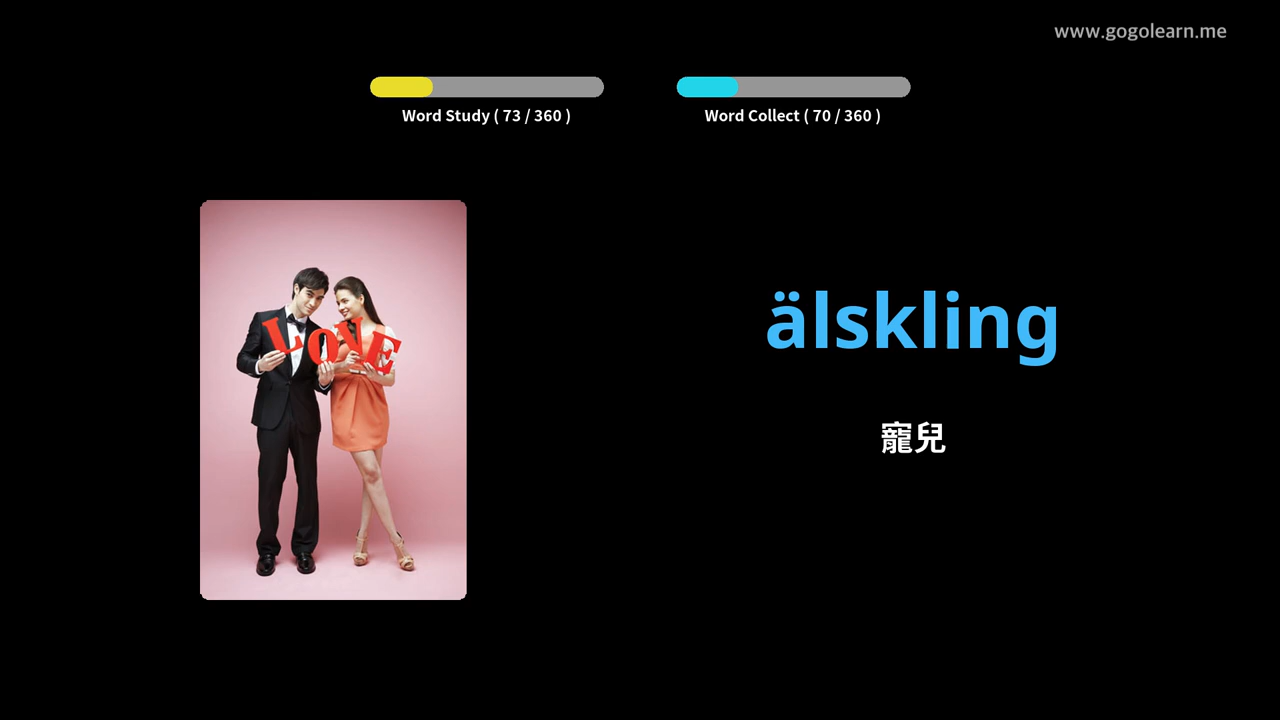 www.gogolearn.me
Word Study ( 73 / 360 )
Word Collect ( 70 / 360 )
LOVE
älskling
寵兒